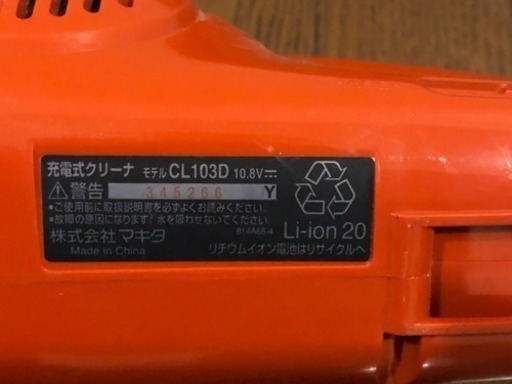 充電式クリーナ モデル CL103D 10.8V⎓
⚠警告 345266 Y
•ご使用前に取扱説明書を必ずよくお読みください。
•故障の原因になります! 水を吸わせないでください。
株式会社 マキタ 814A68-4 Li-ion 20
Made in China リチウムイオン電池はリサイクルへ